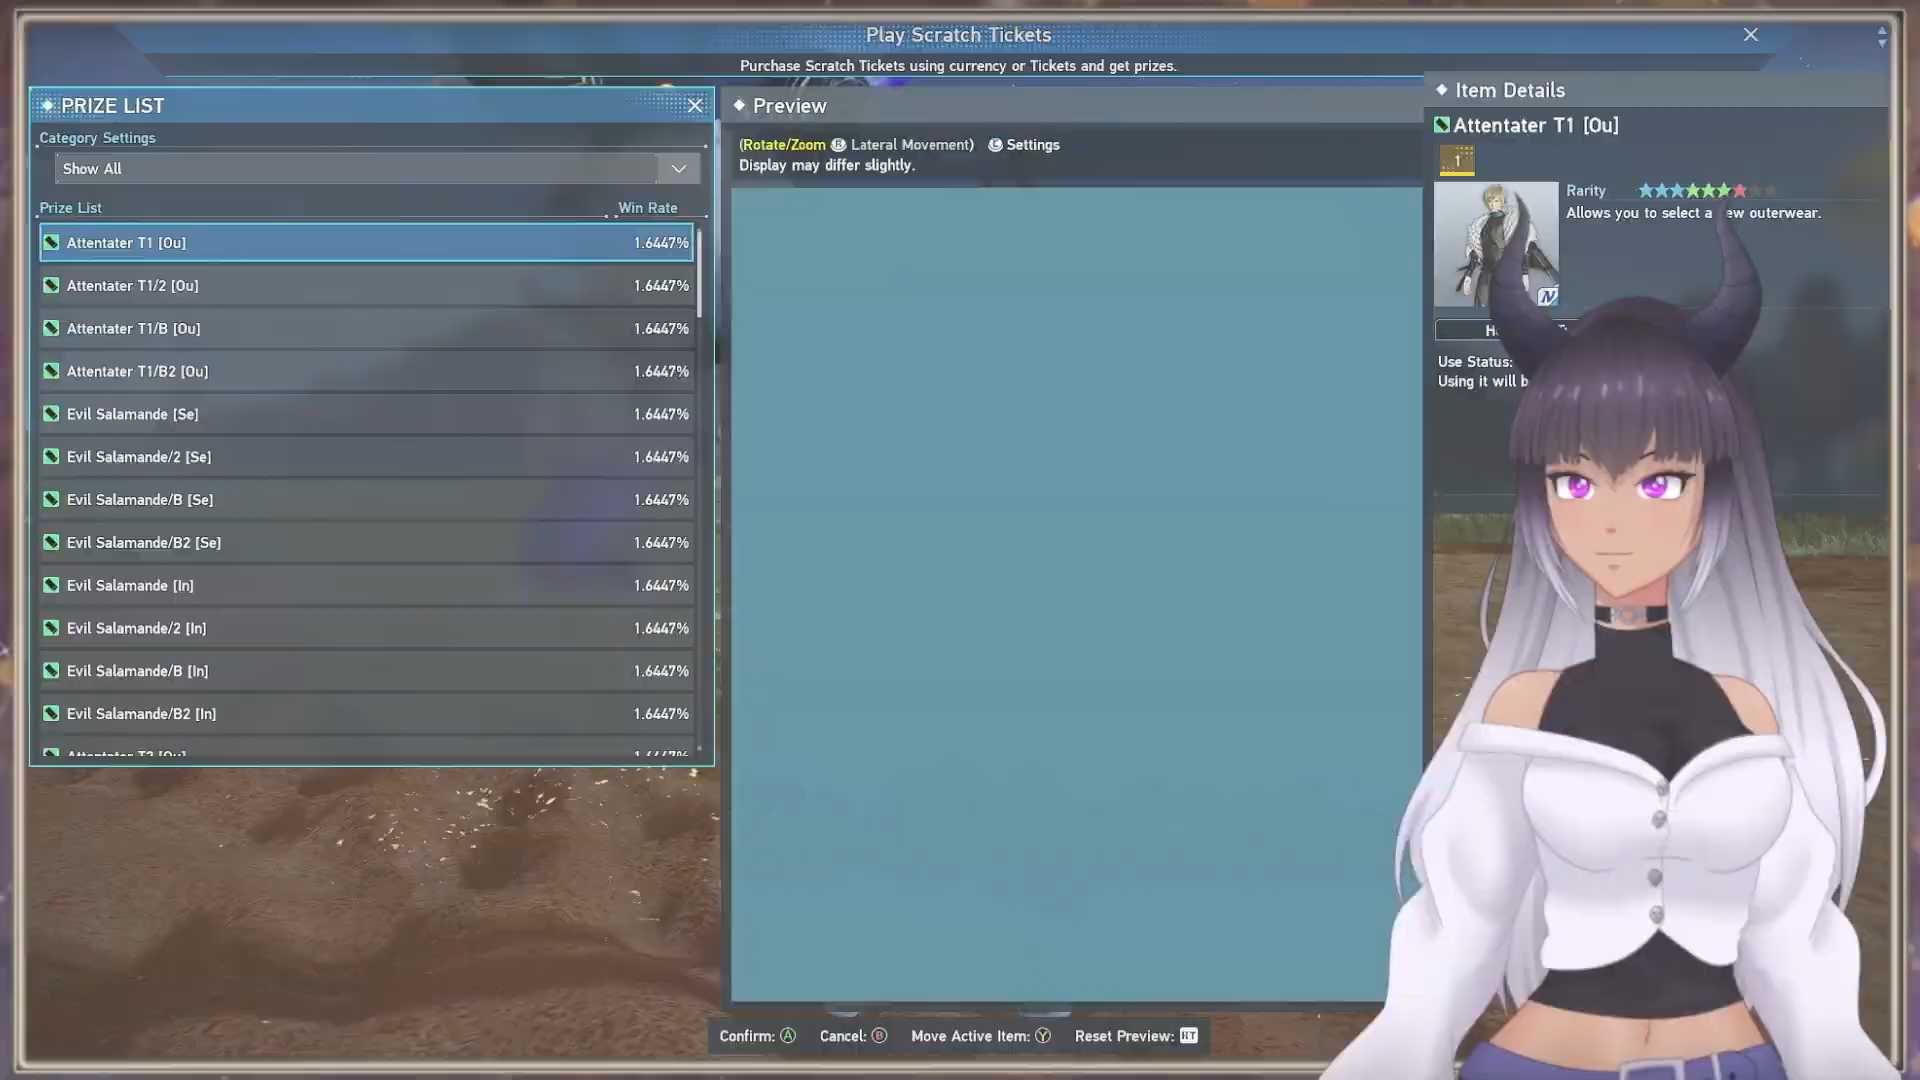 Play Scratch Tickets
Purchase Scratch Tickets using currency or Tickets and get prizes.
PRIZE LIST
Category Settings
Show All
Prize List Win Rate
Attentater T1 [Ou] 1.6447%
Attentater T1/2 [Ou] 1.6447%
Attentater T1/B [Ou] 1.6447%
Attentater T1/B2 [Ou] 1.6447%
Evil Salamande [Se] 1.6447%
Evil Salamande/2 [Se] 1.6447%
Evil Salamande/B [Se] 1.6447%
Evil Salamande/B2 [Se] 1.6447%
Evil Salamande [In] 1.6447%
Evil Salamande/2 [In] 1.6447%
Evil Salamande/B [In] 1.6447%
Evil Salamande/B2 [In] 1.6447%
Preview
(Rotate/Zoom R Lateral Movement) Settings
Display may differ slightly.
Item Details
Attentater T1 [Ou]
1
Rarity
Allows you to select a new outerwear.
N
Use Status:
Using it will b
Confirm: A Cancel: B Move Active Item: Y Reset Preview: RT